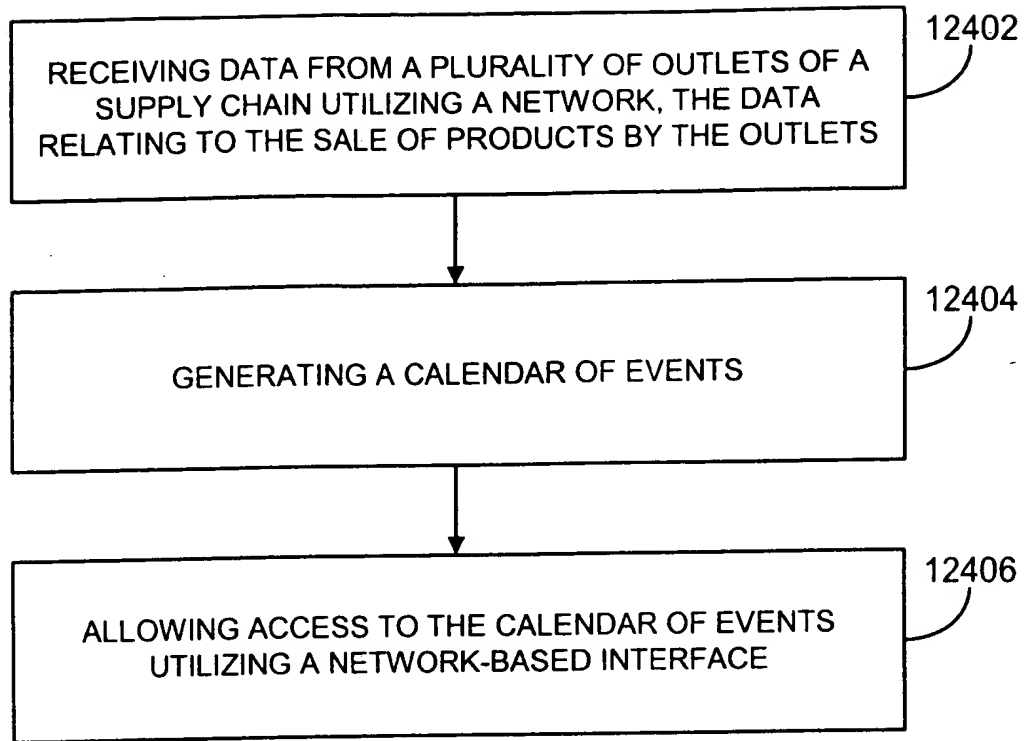 12402
RECEIVING DATA FROM A PLURALITY OF OUTLETS OF A
SUPPLY CHAIN UTILIZING A NETWORK, THE DATA
RELATING TO THE SALE OF PRODUCTS BY THE OUTLETS
12404
GENERATING A CALENDAR OF EVENTS
12406
ALLOWING ACCESS TO THE CALENDAR OF EVENTS
UTILIZING A NETWORK-BASED INTERFACE